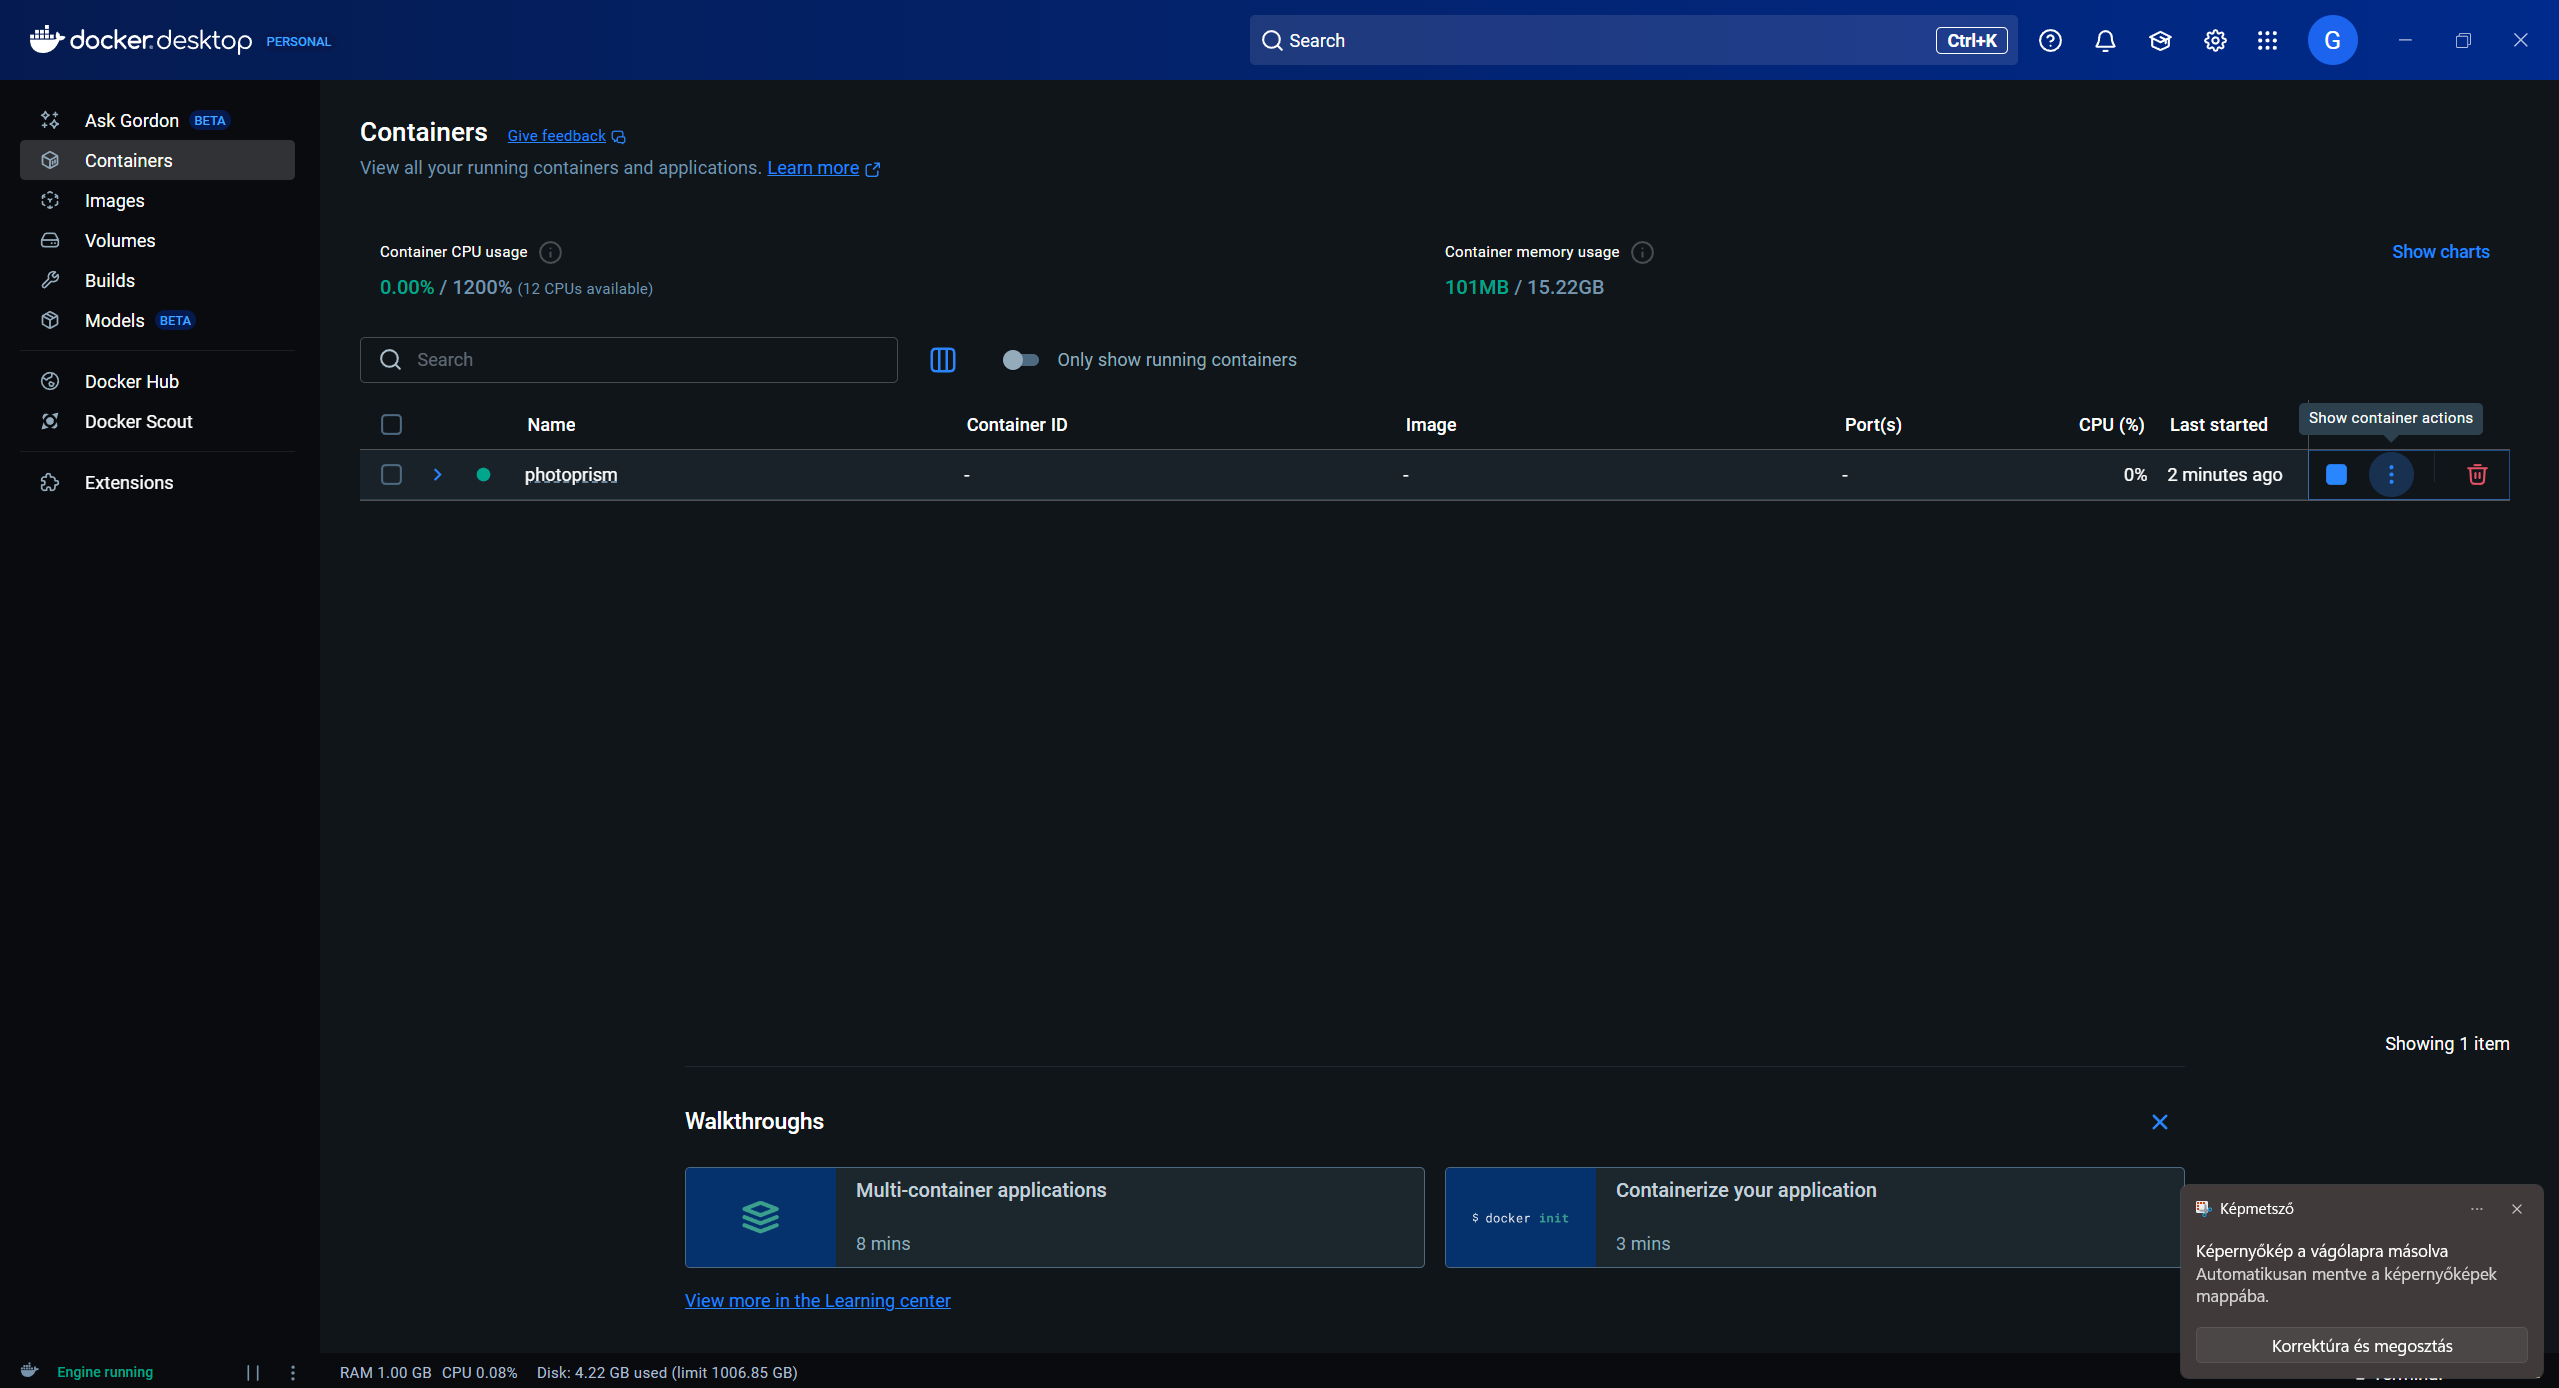 docker.desktop PERSONAL
Search
Ctrl+K
G
Ask Gordon BETA
Containers
Images
Volumes
Builds
Models BETA
Docker Hub
Docker Scout
Extensions
Containers Give feedback
View all your running containers and applications. Learn more
Container CPU usage
0.00% / 1200% (12 CPUs available)
Container memory usage
101MB / 15.22GB
Show charts
Search
Only show running containers
Name Container ID Image Port(s) CPU (%) Last started
Show container actions
photoprism - - - 0% 2 minutes ago
Showing 1 item
Walkthroughs
Multi-container applications
8 mins
$ docker init
Containerize your application
3 mins
View more in the Learning center
Képmetsző
Képernyőkép a vágólapra másolva
Automatikusan mentve a képernyőképek
mappába.
Korrektúra és megosztás
Engine running
RAM 1.00 GB CPU 0.08% Disk: 4.22 GB used (limit 1006.85 GB)